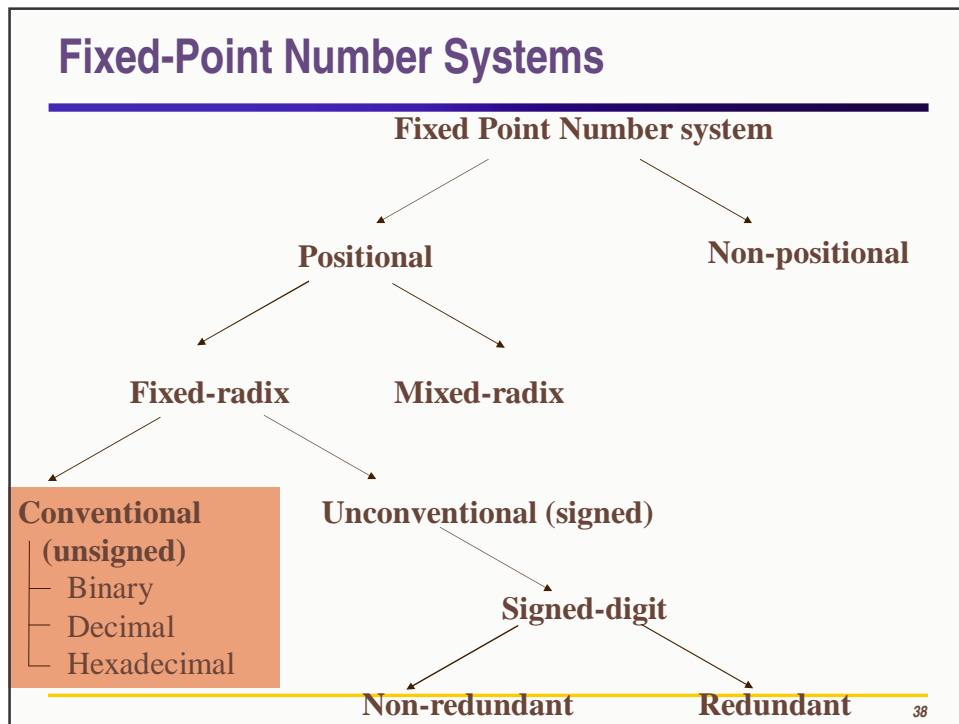 Fixed-Point Number Systems
Fixed Point Number system
Positional
Non-positional
Fixed-radix
Mixed-radix
Conventional
(unsigned)
Binary
Decimal
Hexadecimal
Unconventional (signed)
Signed-digit
Non-redundant
Redundant
38